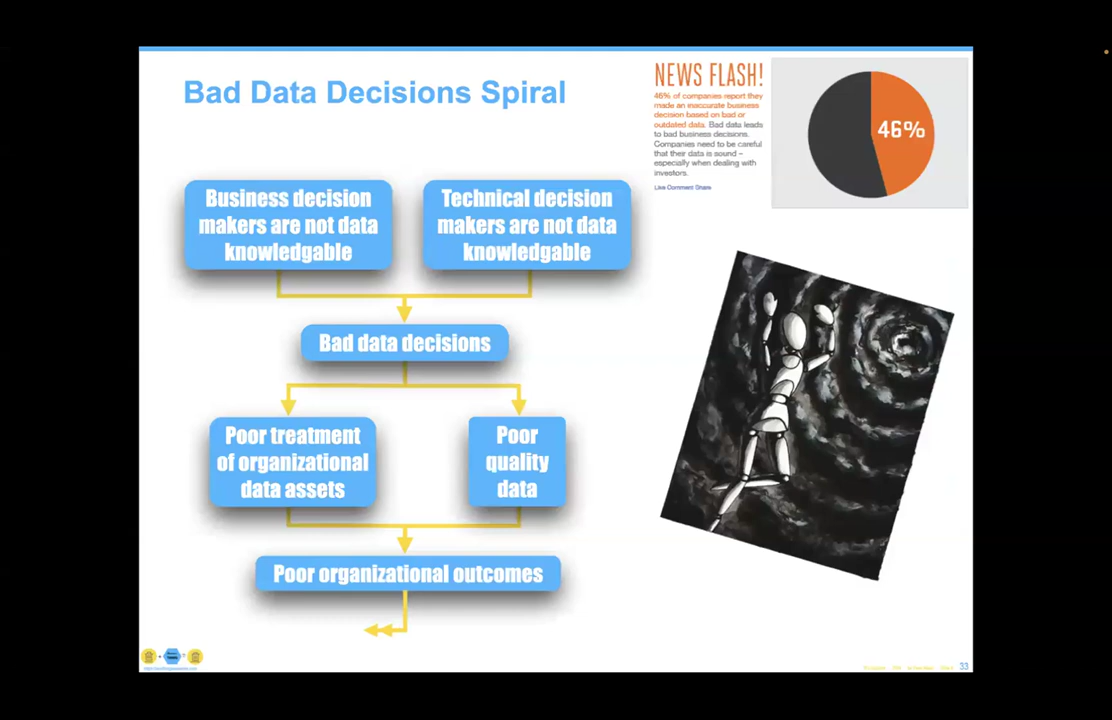 Bad Data Decisions Spiral
NEWS FLASH!
46% of companies report they
made an inaccurate business
decision based on bad or
outdated data. Bad data leads
to bad business decisions.
Companies need to be careful
that their data is sound –
especially when dealing with
investors.
Like Comment Share
46%
Business decision
makers are not data
knowledgable
Technical decision
makers are not data
knowledgable
Bad data decisions
Poor treatment
of organizational
data assets
Poor
quality
data
Poor organizational outcomes
33